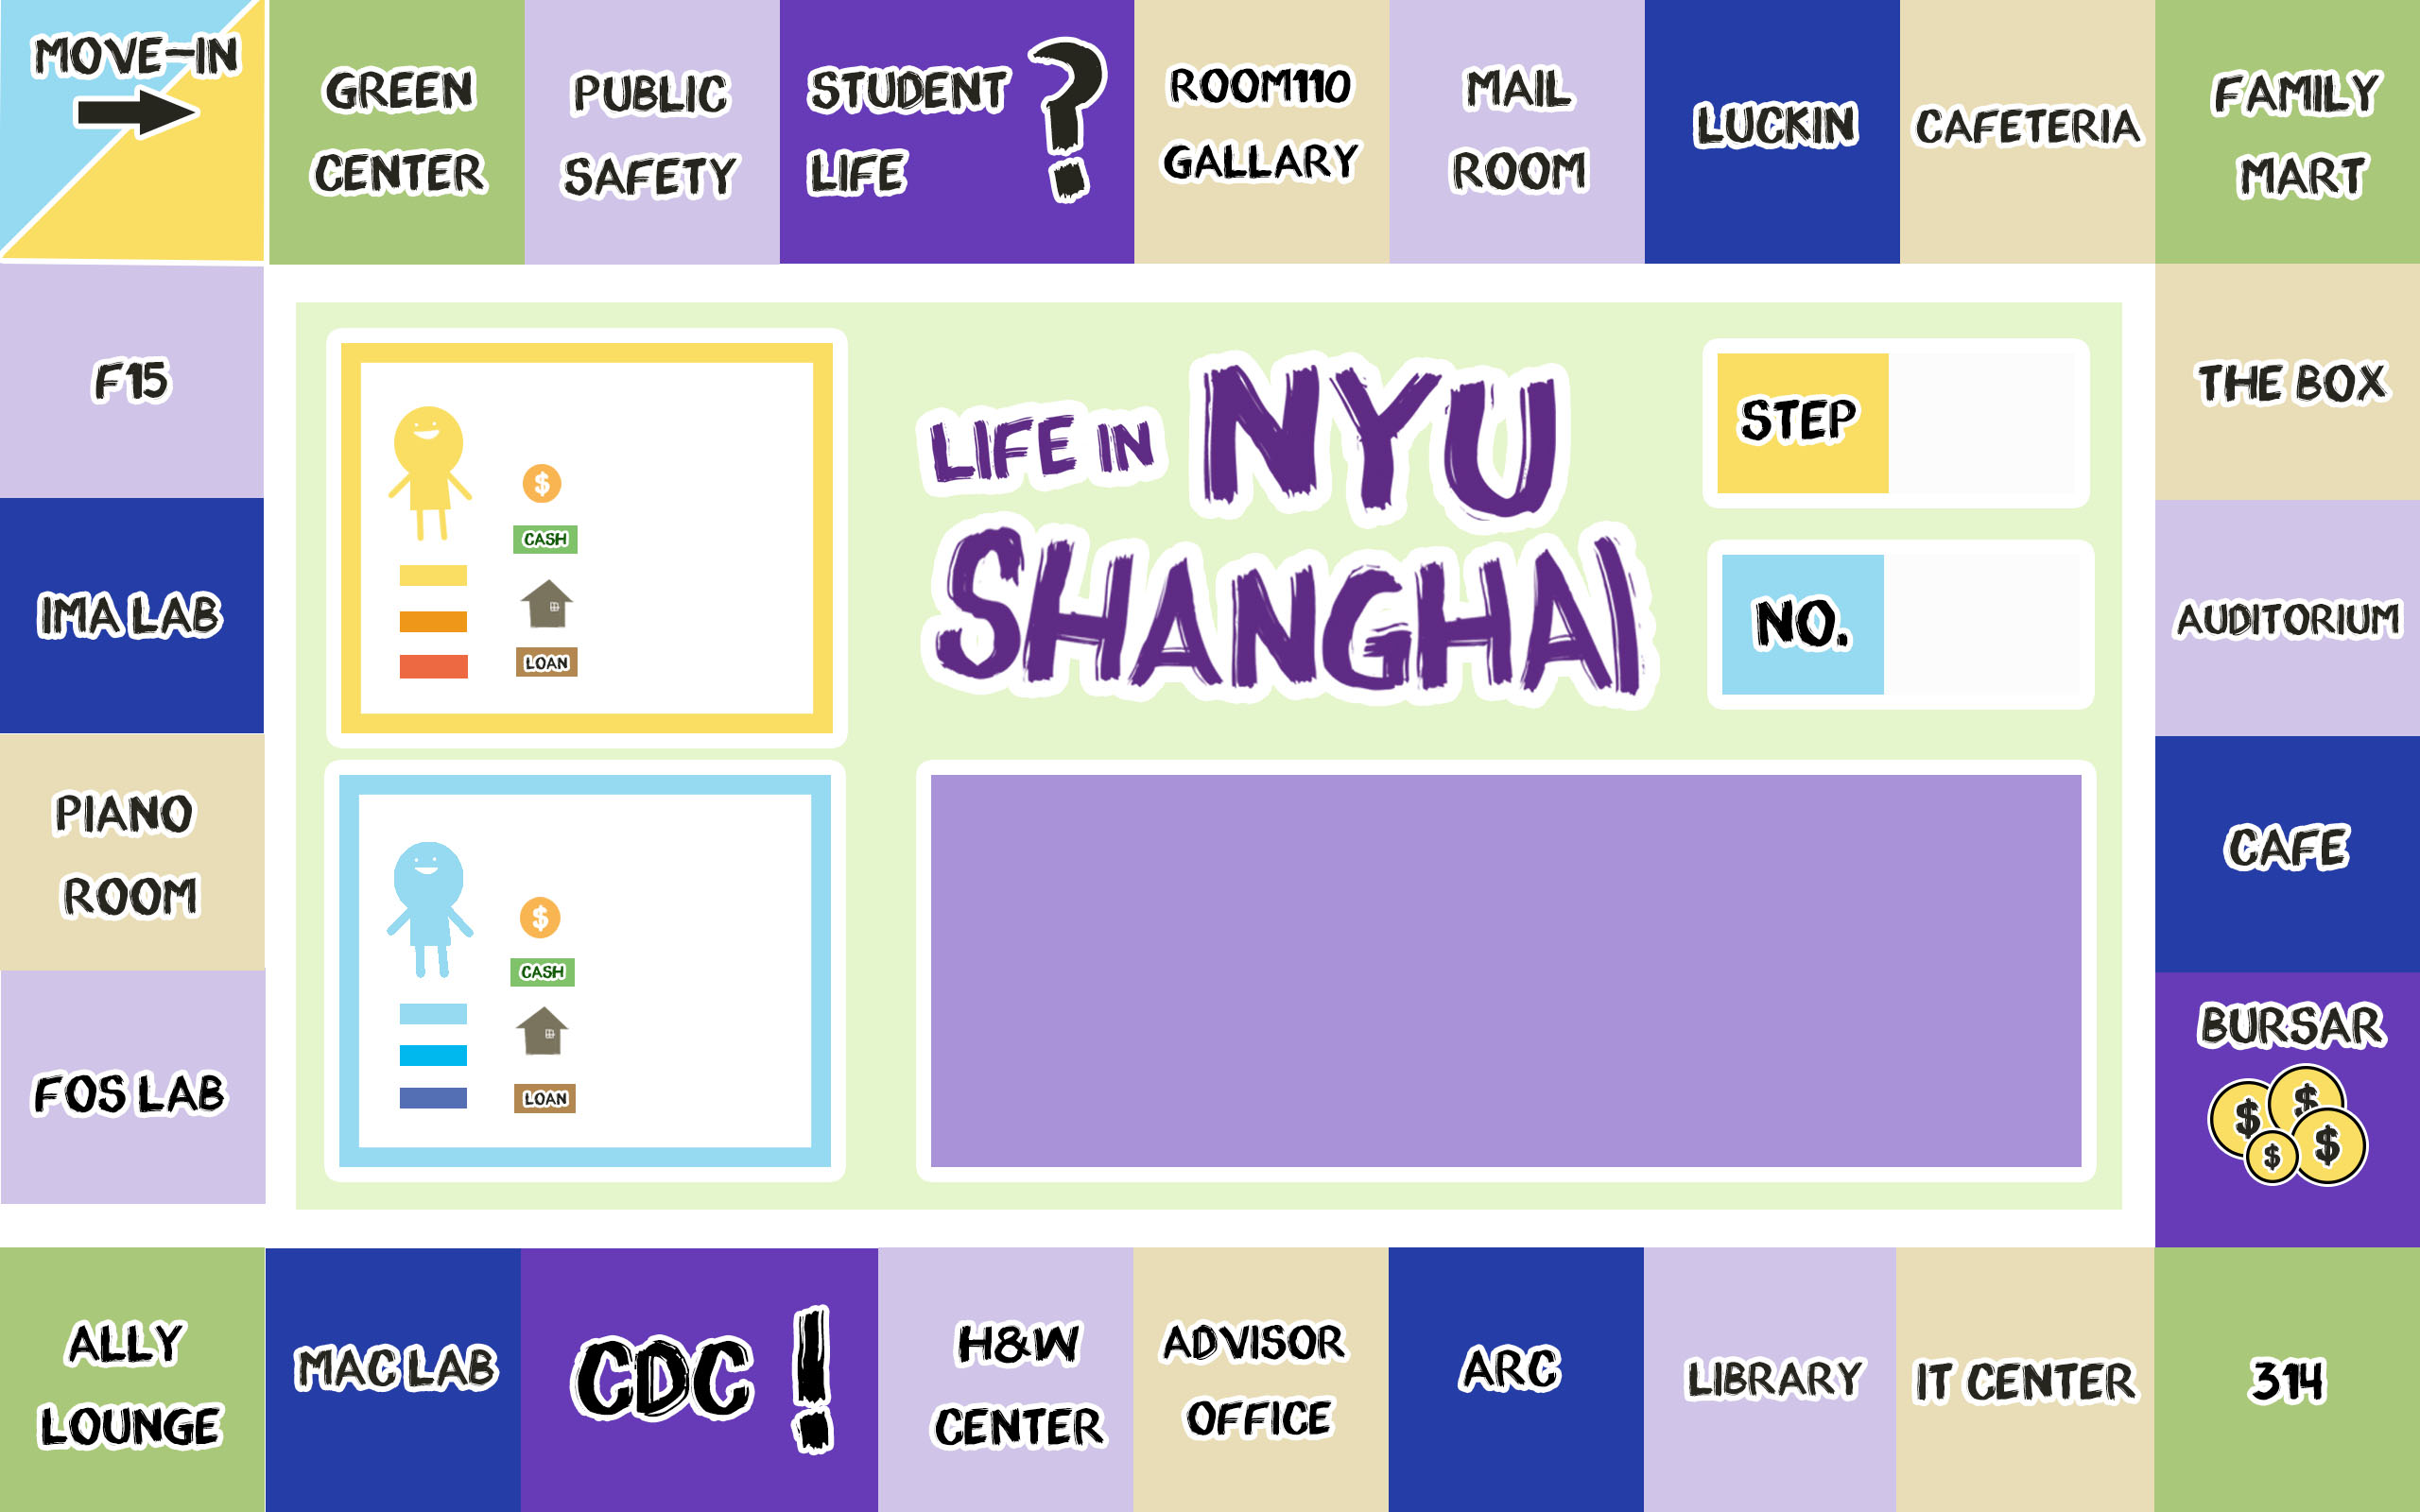 MOVE-IN
GREEN
CENTER
PUBLIC
SAFETY
STUDENT
LIFE
?
ROOM110
GALLARY
MAIL
ROOM
LUCKIN
CAFETERIA
FAMILY
MART
F15
IMA LAB
PIANO
ROOM
FOS LAB
$
CASH
LOAN
$
CASH
LOAN
LIFE IN NYU
SHANGHAI
STEP
NO.
THE BOX
AUDITORIUM
CAFE
BURSAR
$ $ $ $
ALLY
LOUNGE
MAC LAB
CDC !
H&W
CENTER
ADVISOR
OFFICE
ARC
LIBRARY
IT CENTER
314